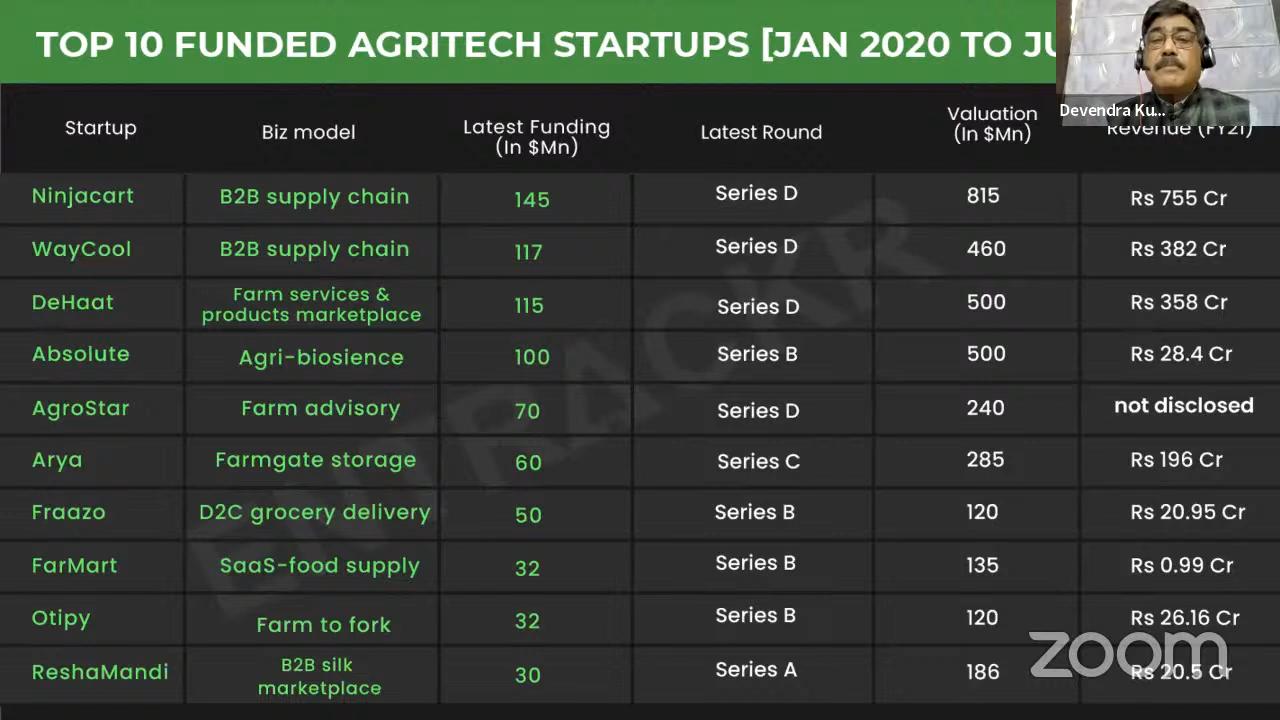 TOP 10 FUNDED AGRITECH STARTUPS [JAN 2020 TO
Devendra Ku...
Startup Biz model Latest Funding (In $Mn) Latest Round Valuation (In $Mn) Revenue (FY21)
Ninjacart B2B supply chain 145 Series D 815 Rs 755 Cr
WayCool B2B supply chain 117 Series D 460 Rs 382 Cr
DeHaat Farm services & products marketplace 115 Series D 500 Rs 358 Cr
Absolute Agri-biosience 100 Series B 500 Rs 28.4 Cr
AgroStar Farm advisory 70 Series D 240 not disclosed
Arya Farmgate storage 60 Series C 285 Rs 196 Cr
Fraazo D2C grocery delivery 50 Series B 120 Rs 20.95 Cr
FarMart SaaS-food supply 32 Series B 135 Rs 0.99 Cr
Otipy Farm to fork 32 Series B 120 Rs 26.16 Cr
ReshaMandi B2B silk marketplace 30 Series A 186 Rs 20.5 Cr
ENTRACKR
zoom